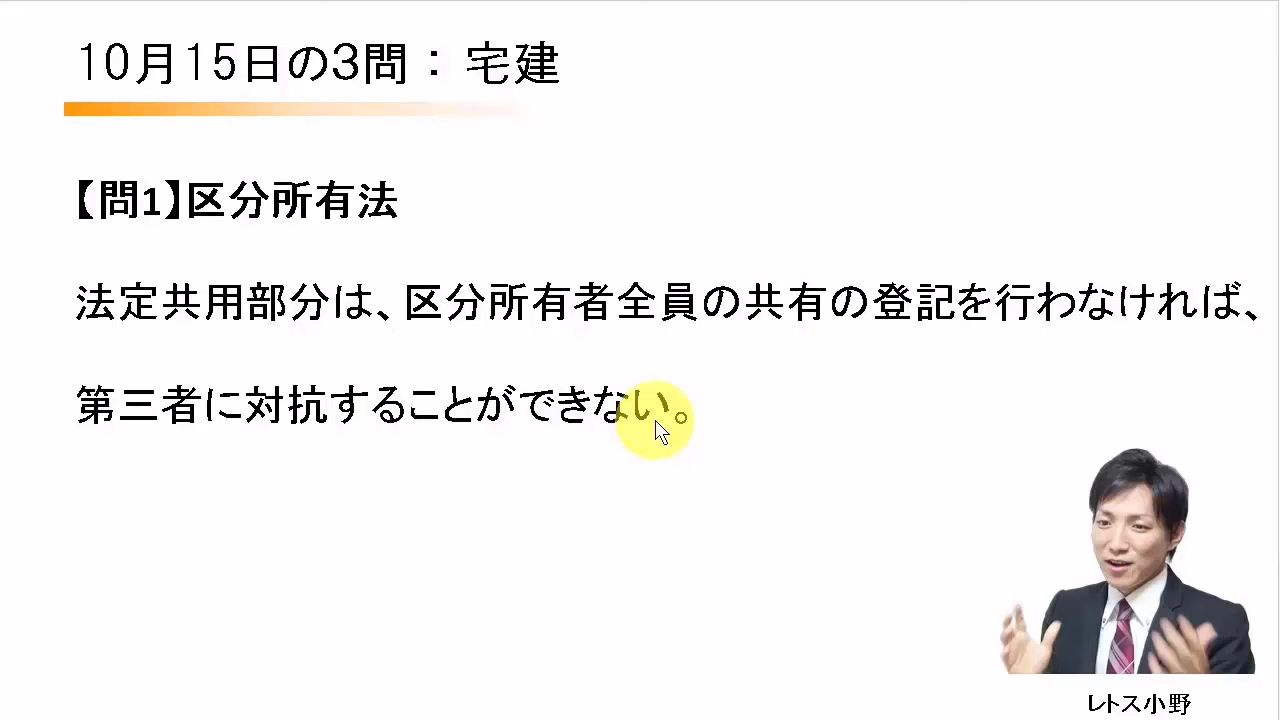 10月15日の3問： 宅建
【問1】区分所有法
法定共用部分は、区分所有者全員の共有の登記を行わなければ、
第三者に対抗することができない。
レトス小野